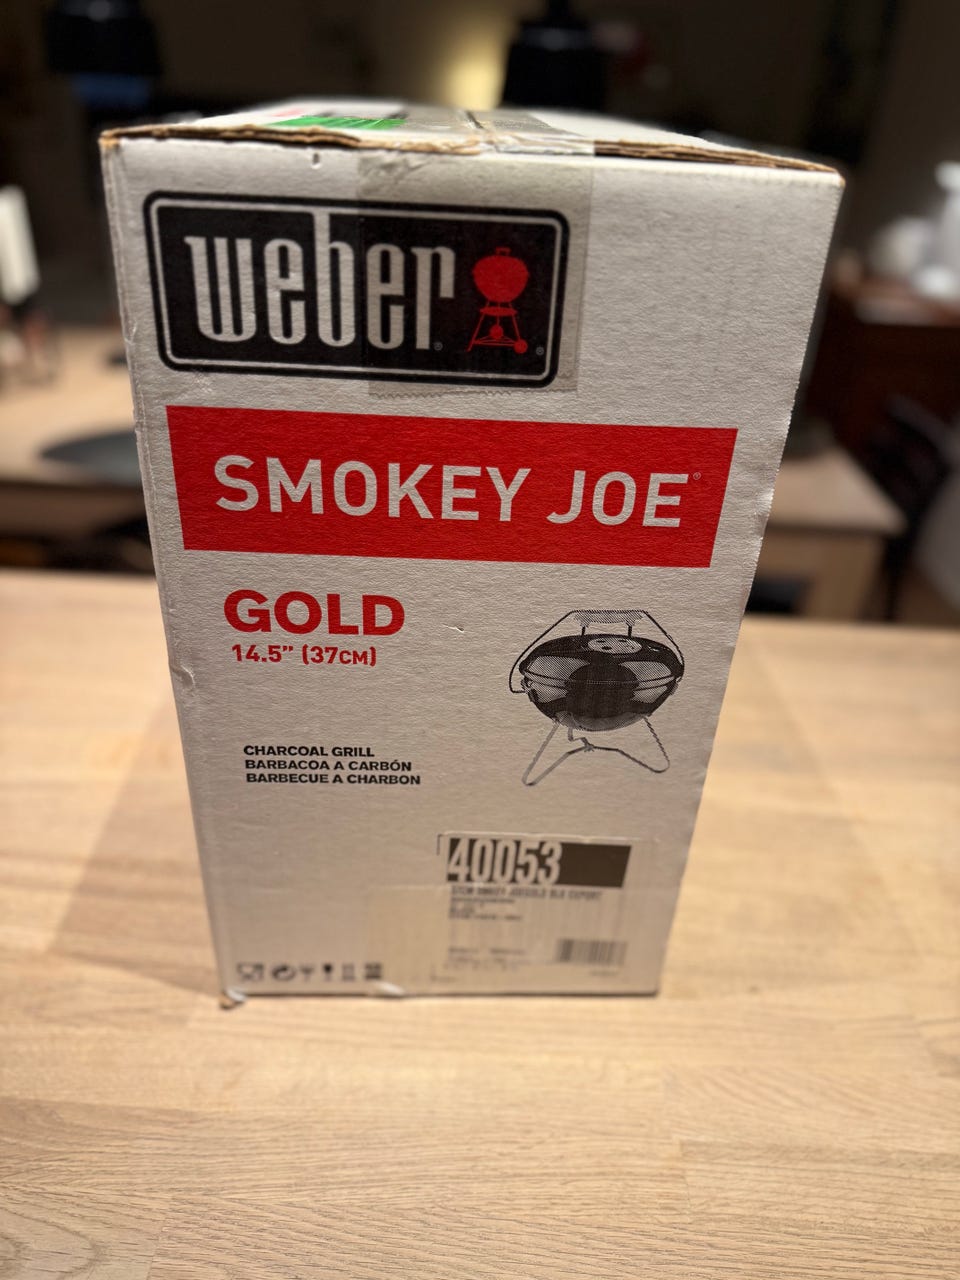 weber
SMOKEY JOE®
GOLD
14.5" (37CM)
CHARCOAL GRILL
BARBACOA A CARBÓN
BARBECUE A CHARBON
40053